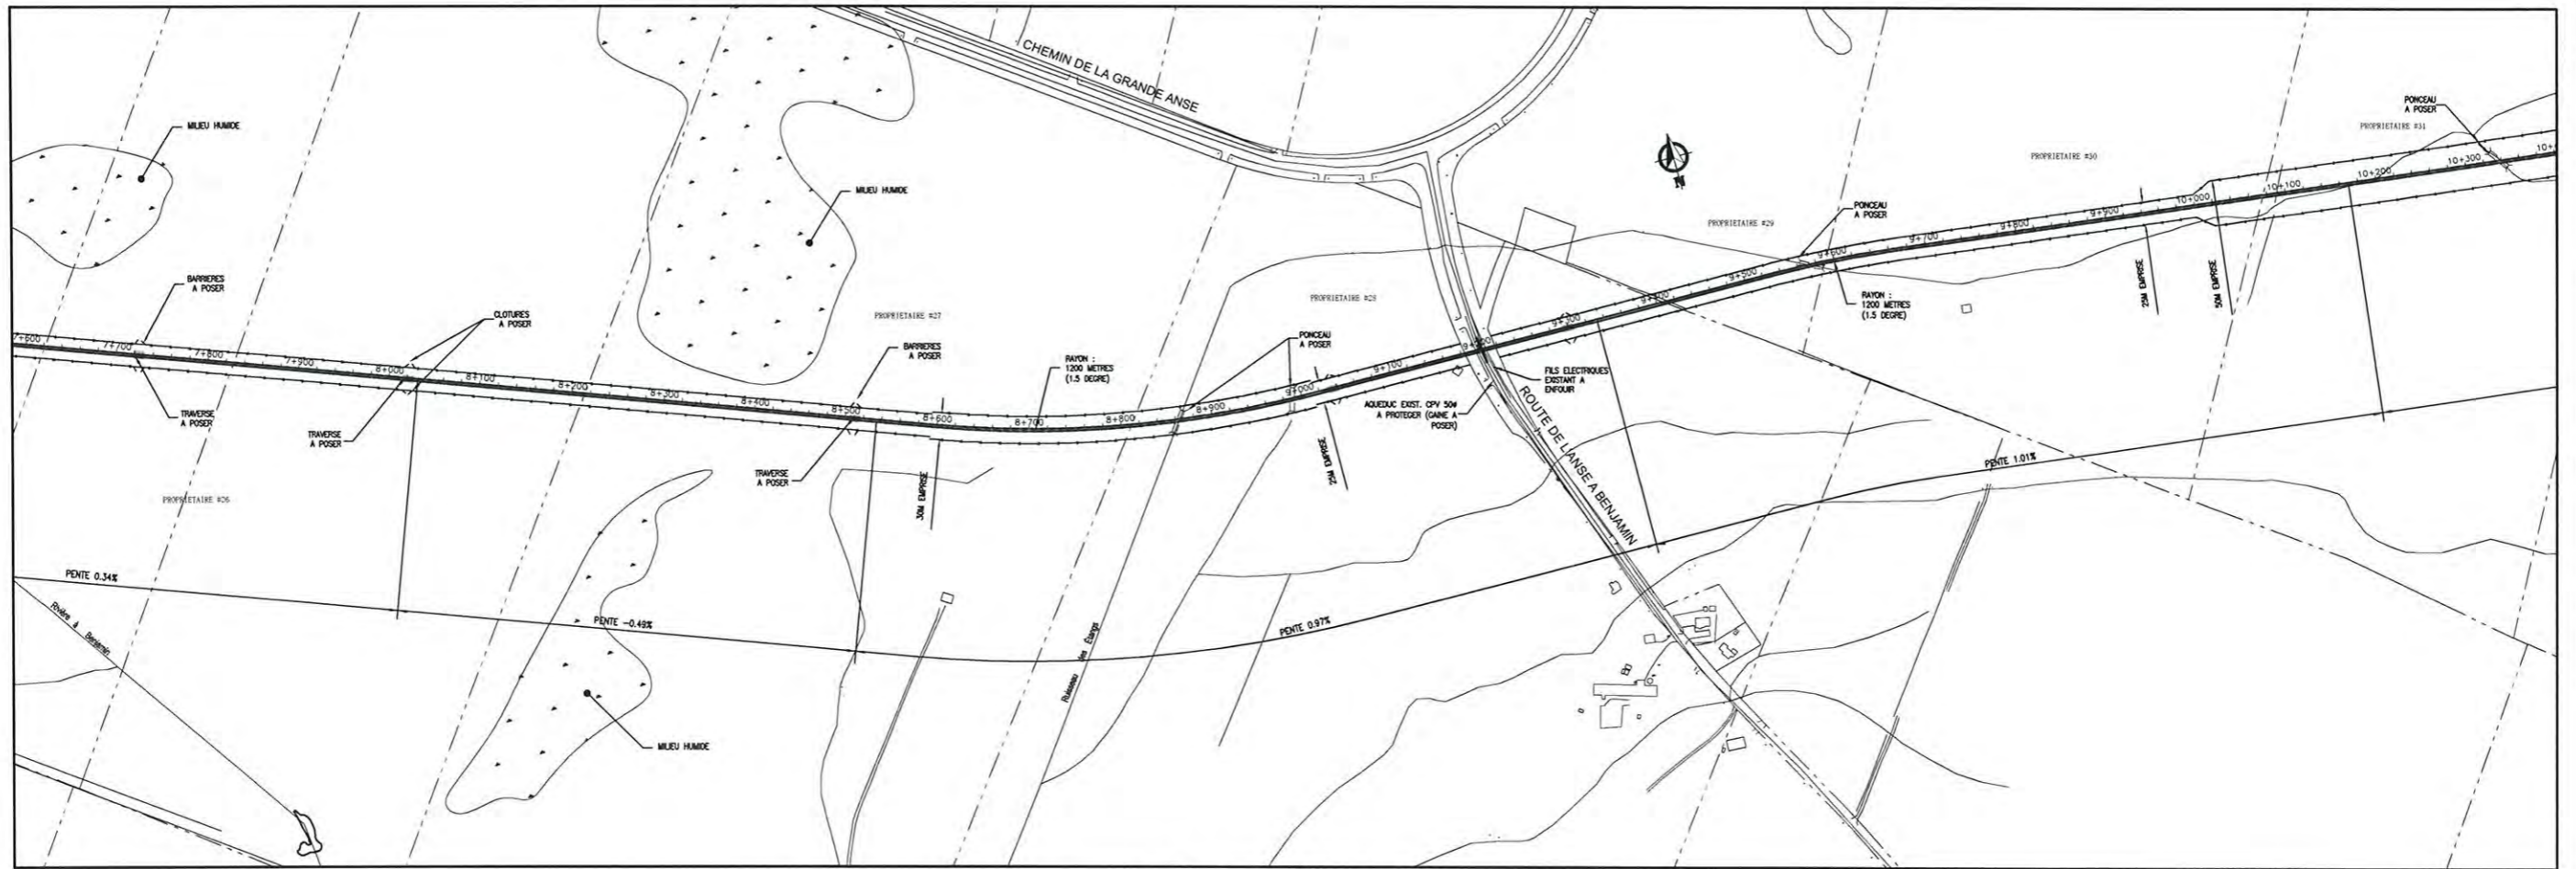 CHEMIN DE LA GRANDE ANSE
MILIEU HUMIDE
MILIEU HUMIDE
PONCEAU
A POSER
PROPRIETAIRE #31
PROPRIETAIRE #30
PROPRIETAIRE #29
PONCEAU
A POSER
N
BARRIERES
A POSER
CLOTURES
A POSER
PROPRIETAIRE #27
PROPRIETAIRE #28
BARRIERES
A POSER
RAYON :
1200 METRES
(1.5 DEGRE)
PONCEAU
A POSER
RAYON :
1200 METRES
(1.5 DEGRE)
25M EMPRISE
50M EMPRISE
7+600
7+700
7+800
7+900
8+000
8+100
8+200
8+300
8+400
8+500
8+600
8+700
8+800
8+900
9+000
9+100
9+200
9+300
9+400
9+500
9+600
9+700
9+800
9+900
10+000
10+100
10+200
10+300
TRAVERSE
A POSER
TRAVERSE
A POSER
TRAVERSE
A POSER
30M EMPRISE
25M EMPRISE
FILS ELECTRIQUES
EXISTANT A
ENFOUIR
AQUEDUC EXIST. CPV 50ø
A PROTEGER (GAINE A
POSER)
ROUTE DE L'ANSE A BENJAMIN
PROPRIETAIRE #26
PENTE 1.01%
PENTE 0.34%
PENTE -0.49%
PENTE 0.97%
Rivière à Benjamin
Ruisseau des Étangs
MILIEU HUMIDE